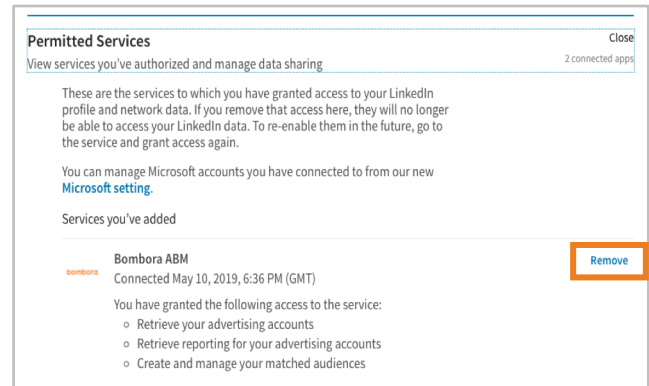 Permitted Services
Close
View services you've authorized and manage data sharing
2 connected apps
These are the services to which you have granted access to your LinkedIn
profile and network data. If you remove that access here, they will no longer
be able to access your LinkedIn data. To re-enable them in the future, go to
the service and grant access again.
You can manage Microsoft accounts you have connected to from our new
Microsoft setting.
Services you've added
bombora
Bombora ABM
Remove
Connected May 10, 2019, 6:36 PM (GMT)
You have granted the following access to the service:
◦ Retrieve your advertising accounts
◦ Retrieve reporting for your advertising accounts
◦ Create and manage your matched audiences